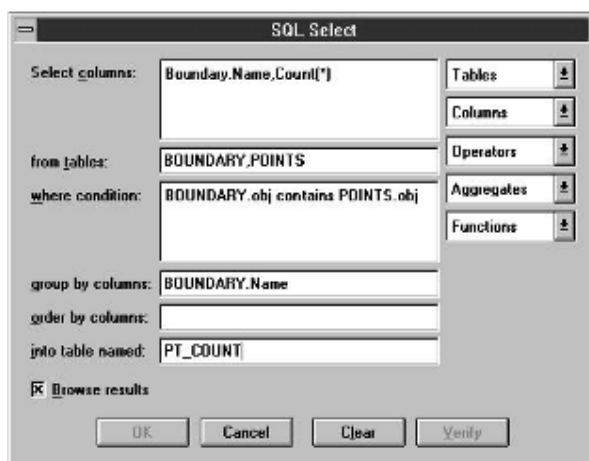 SQL Select
Select columns: Boundary.Name,Count(*) Tables
Columns
from tables: BOUNDARY,POINTS Operators
where condition: BOUNDARY.obj contains POINTS.obj Aggregates
Functions
group by columns: BOUNDARY.Name
order by columns:
into table named: PT_COUNT
Browse results
OK Cancel Clear Verify